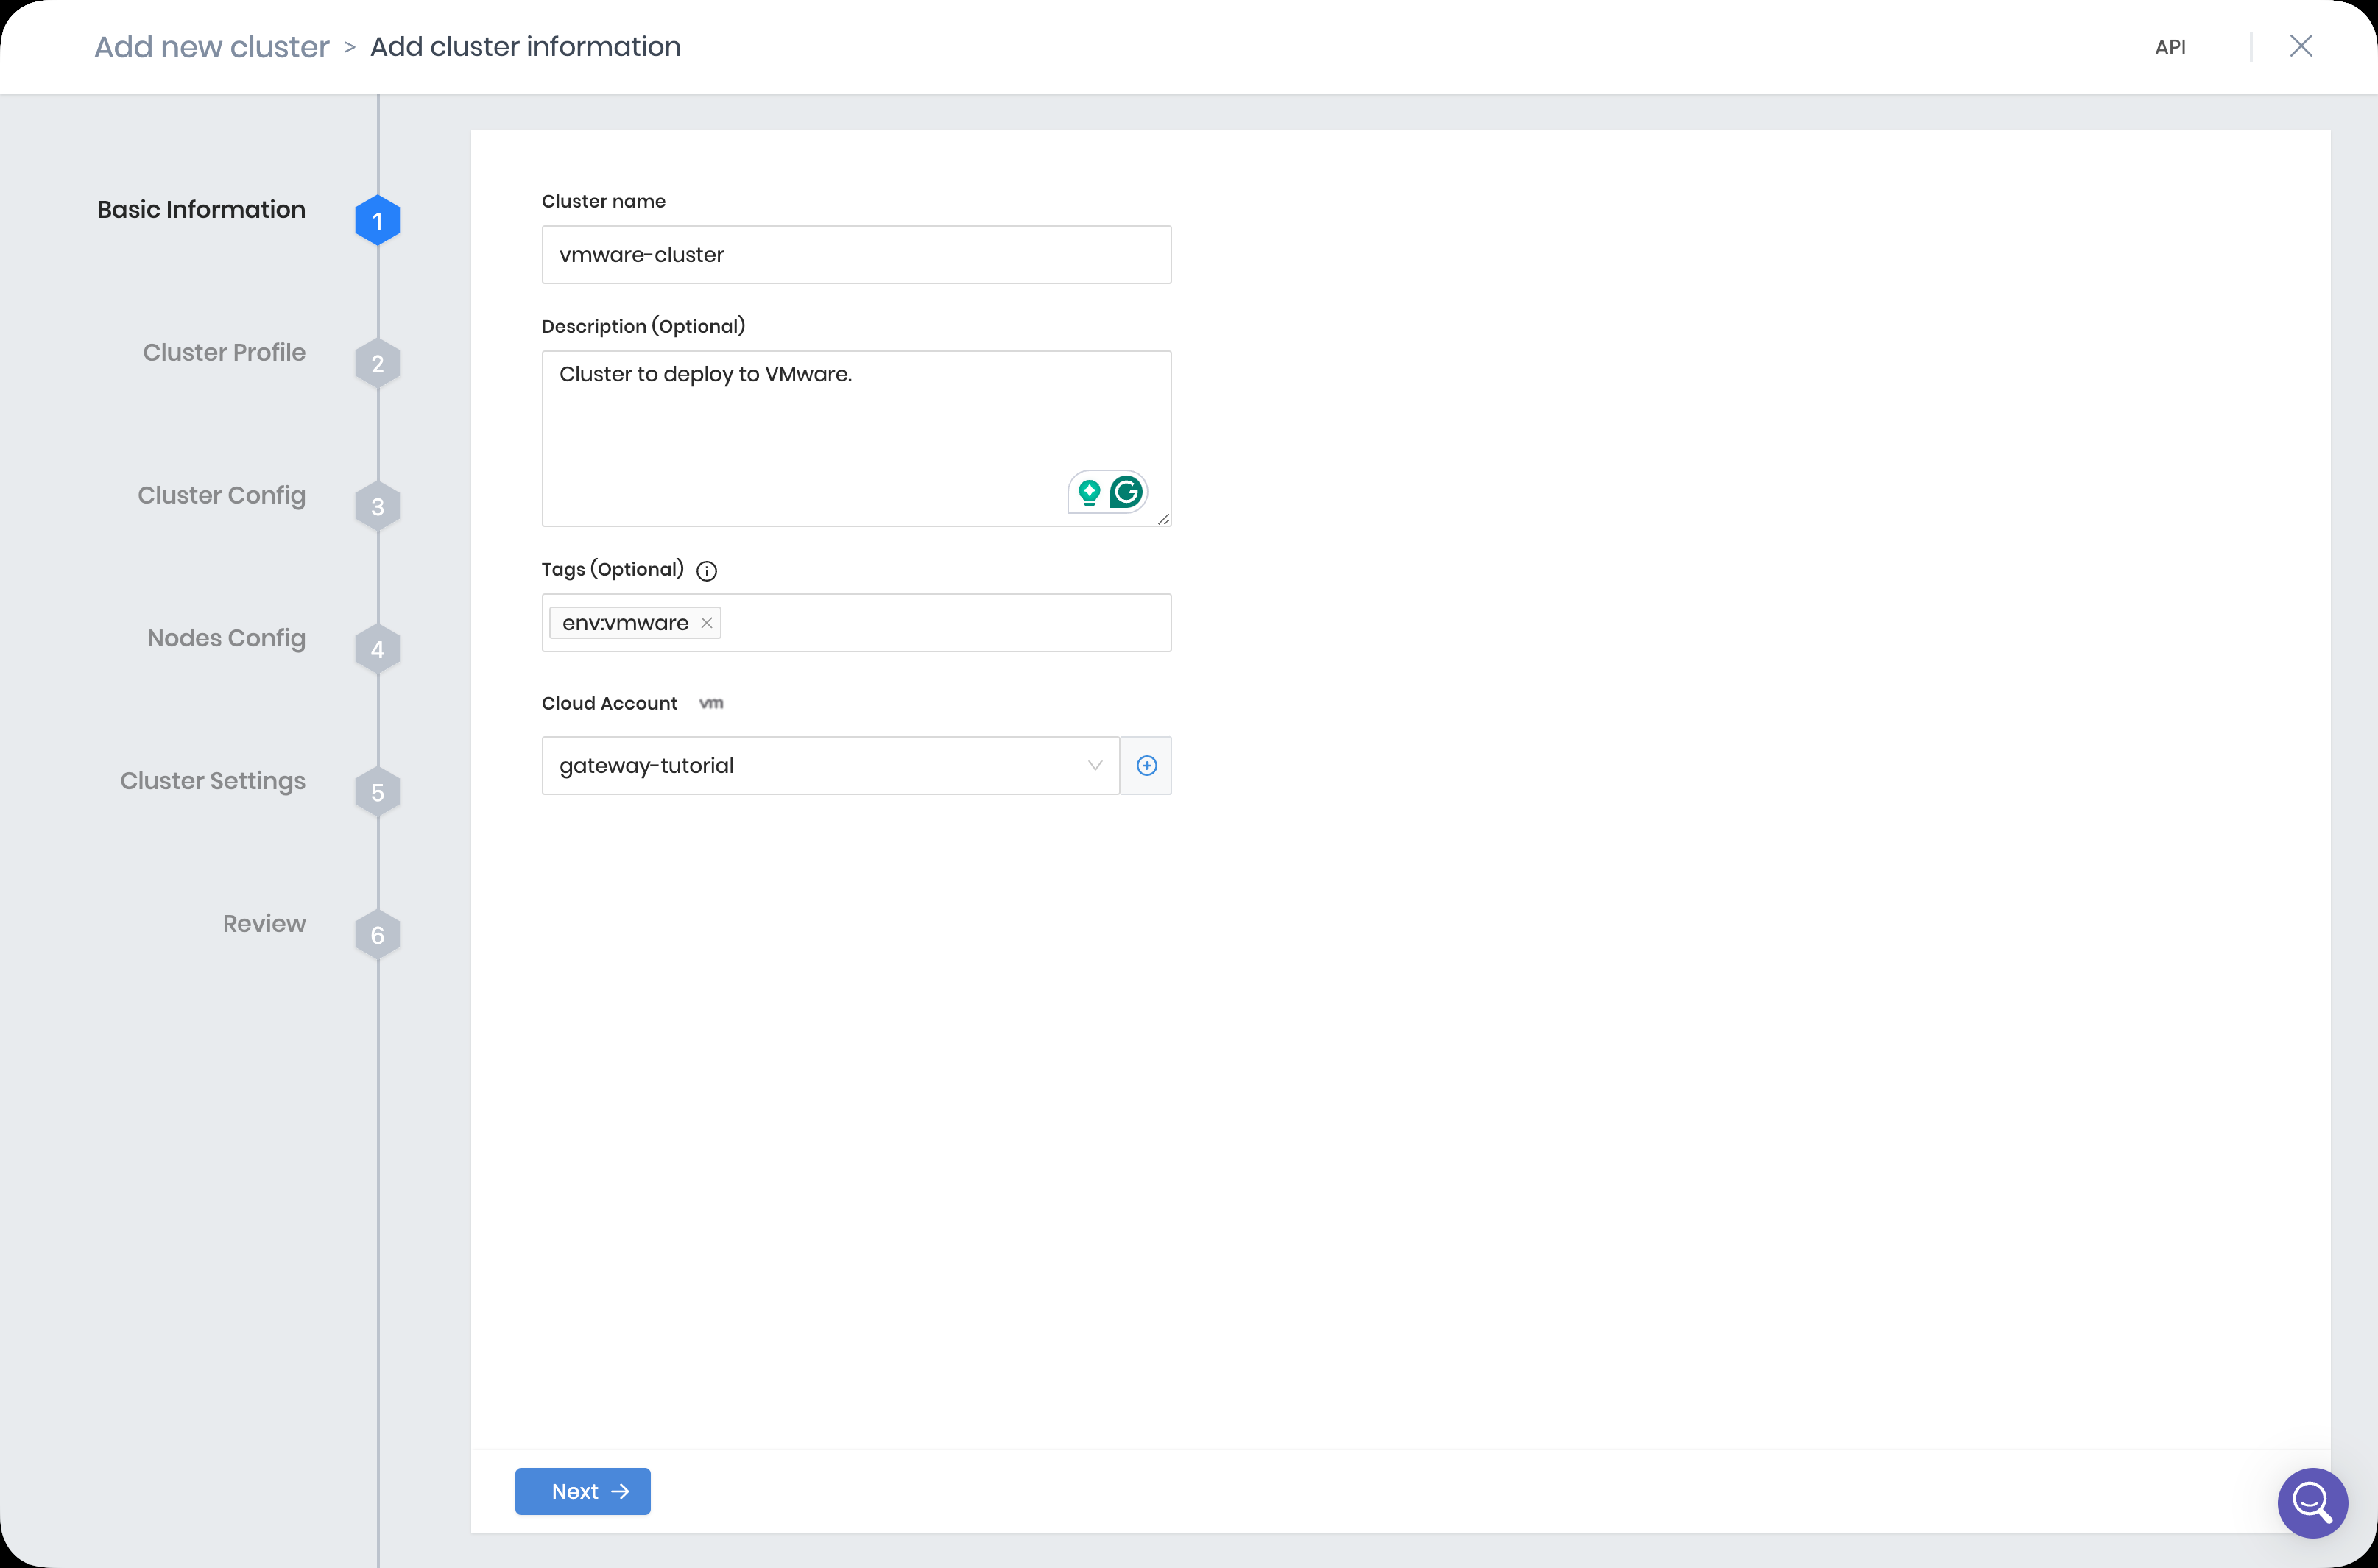 Add new cluster > Add cluster information
API
Basic Information
1
Cluster Profile
2
Cluster Config
3
Nodes Config
4
Cluster Settings
5
Review
6
Cluster name
vmware-cluster
Description (Optional)
Cluster to deploy to VMware.
Tags (Optional)
env:vmware
Cloud Account vm
gateway-tutorial
Next